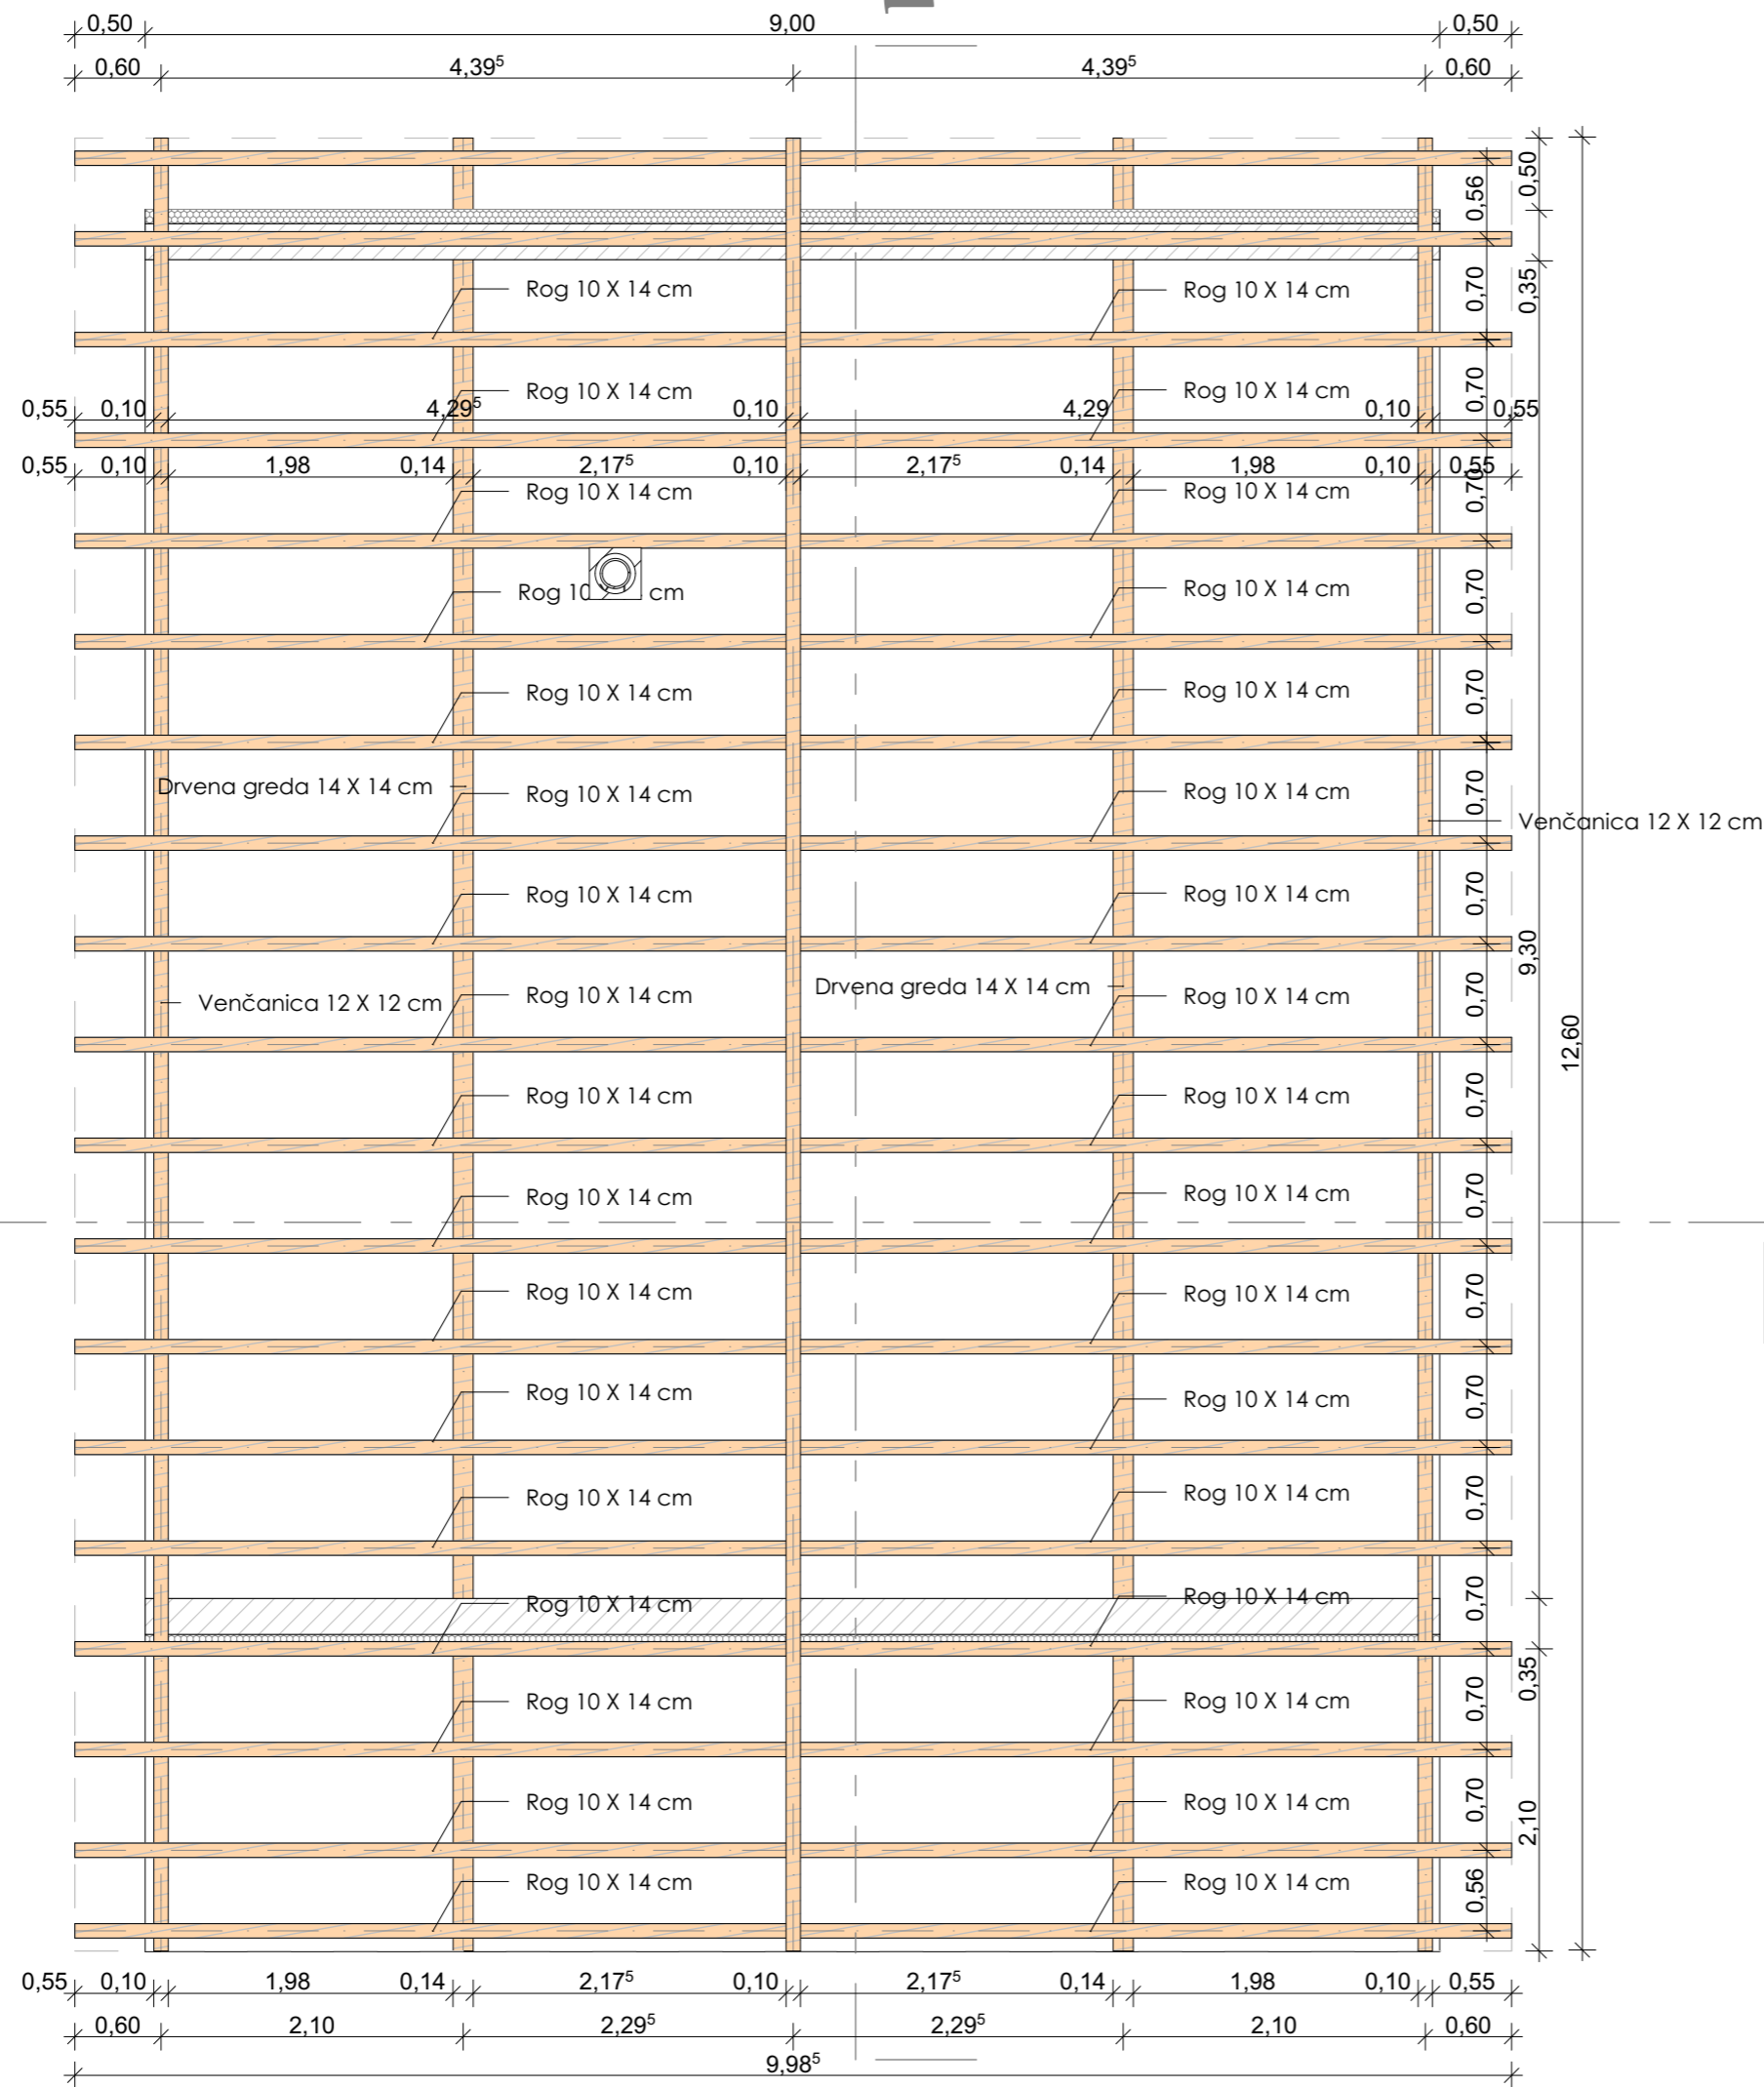 0,50 9,00 0,50
0,60 4,39⁵ 4,39⁵ 0,60
0,50
0,56
0,35
0,70
Rog 10 X 14 cm Rog 10 X 14 cm
0,70
Rog 10 X 14 cm Rog 10 X 14 cm
0,55 0,10 4,29⁵ 0,10 4,29 0,10 0,55
0,55 0,10 1,98 0,14 2,17⁵ 0,10 2,17⁵ 0,14 1,98 0,10 0,55
0,70
Rog 10 X 14 cm Rog 10 X 14 cm
0,70
Rog 10 cm Rog 10 X 14 cm
0,70
Rog 10 X 14 cm Rog 10 X 14 cm
0,70
Drvena greda 14 X 14 cm
Rog 10 X 14 cm Rog 10 X 14 cm
Venčanica 12 X 12 cm
0,70
Rog 10 X 14 cm Rog 10 X 14 cm
9,30
0,70
Drvena greda 14 X 14 cm
Venčanica 12 X 12 cm
Rog 10 X 14 cm Rog 10 X 14 cm
12,60
0,70
Rog 10 X 14 cm Rog 10 X 14 cm
0,70
Rog 10 X 14 cm Rog 10 X 14 cm
0,70
Rog 10 X 14 cm Rog 10 X 14 cm
0,70
Rog 10 X 14 cm Rog 10 X 14 cm
0,70
Rog 10 X 14 cm Rog 10 X 14 cm
0,70
Rog 10 X 14 cm Rog 10 X 14 cm
0,35
0,70
Rog 10 X 14 cm Rog 10 X 14 cm
0,70
Rog 10 X 14 cm Rog 10 X 14 cm
2,10
0,56
Rog 10 X 14 cm Rog 10 X 14 cm
0,55 0,10 1,98 0,14 2,17⁵ 0,10 2,17⁵ 0,14 1,98 0,10 0,55
0,60 2,10 2,29⁵ 2,29⁵ 2,10 0,60
9,98⁵